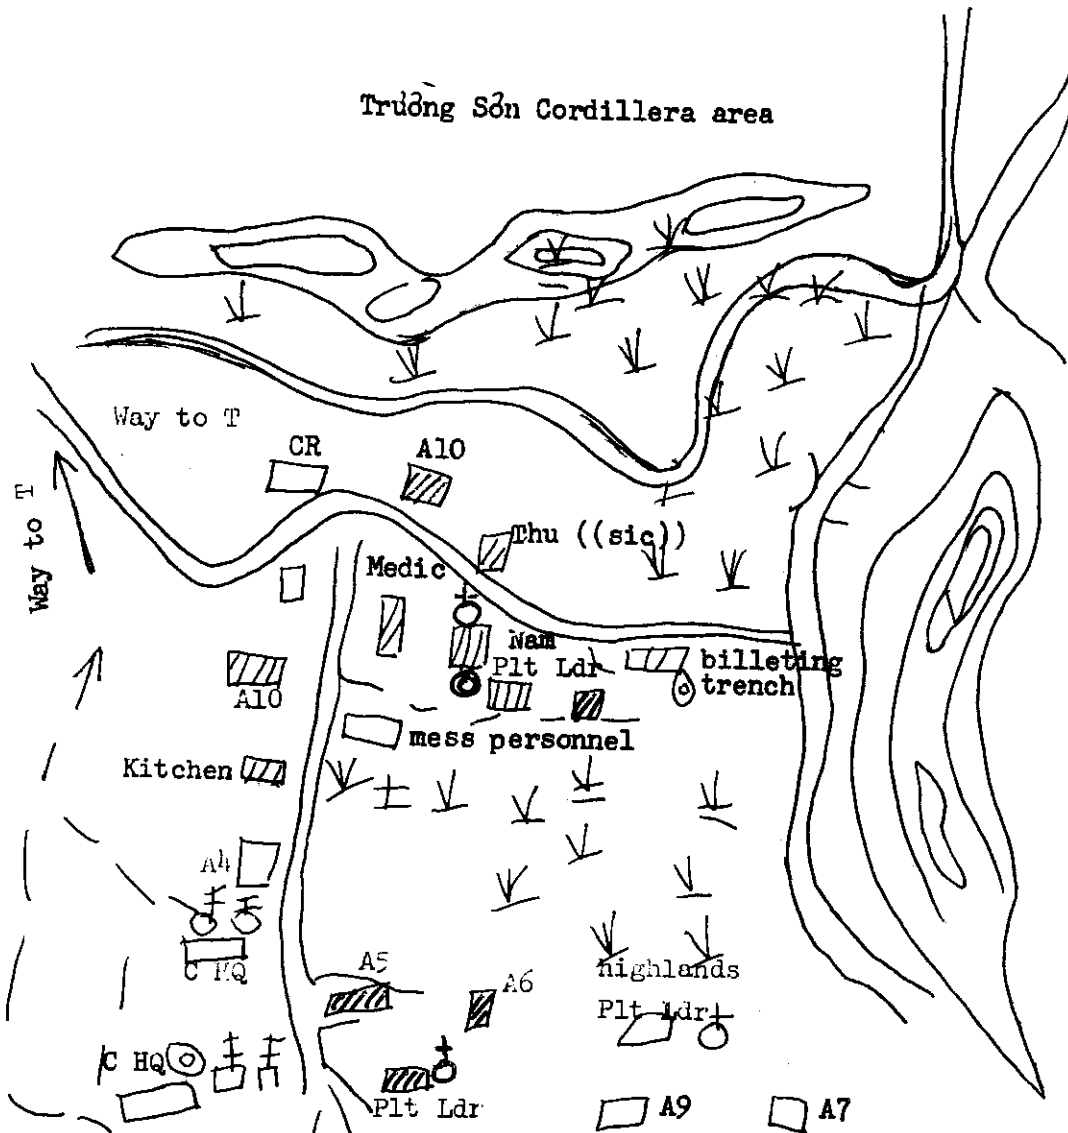 Trưởng Sơn Cordillera area
Way to T
CR
A10
Way to T
Thu ((sic))
Medic
Nam
Plt Ldr
billeting
trench
A10
mess personnel
Kitchen
A4
C HQ
A5
A6
highlands
Plt Ldr
C HQ
Plt Ldr
A9
A7